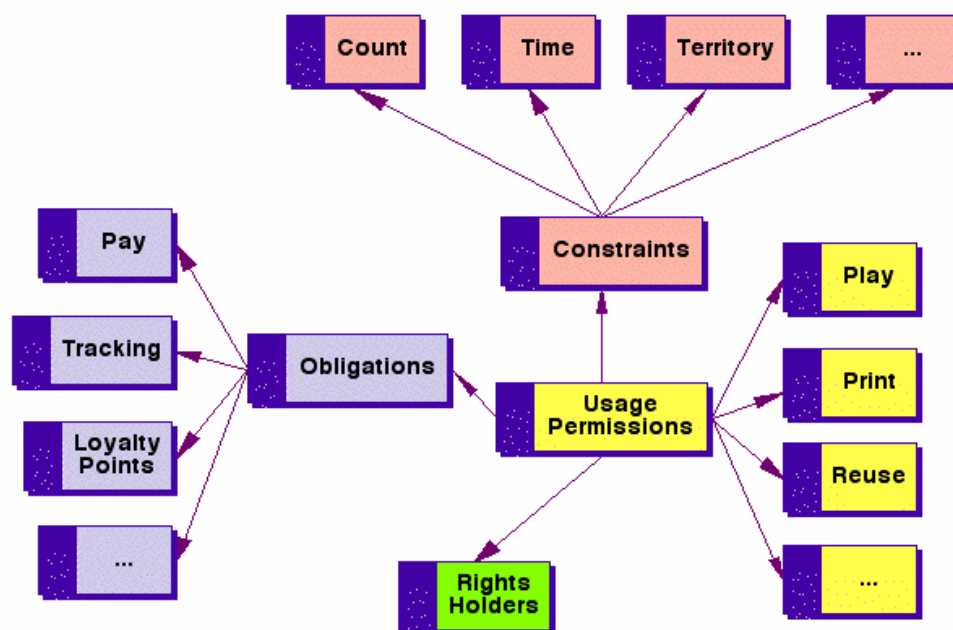 Count
Time
Territory
...
Constraints
Pay
Tracking
Loyalty
Points
...
Obligations
Usage
Permissions
Play
Print
Reuse
...
Rights
Holders